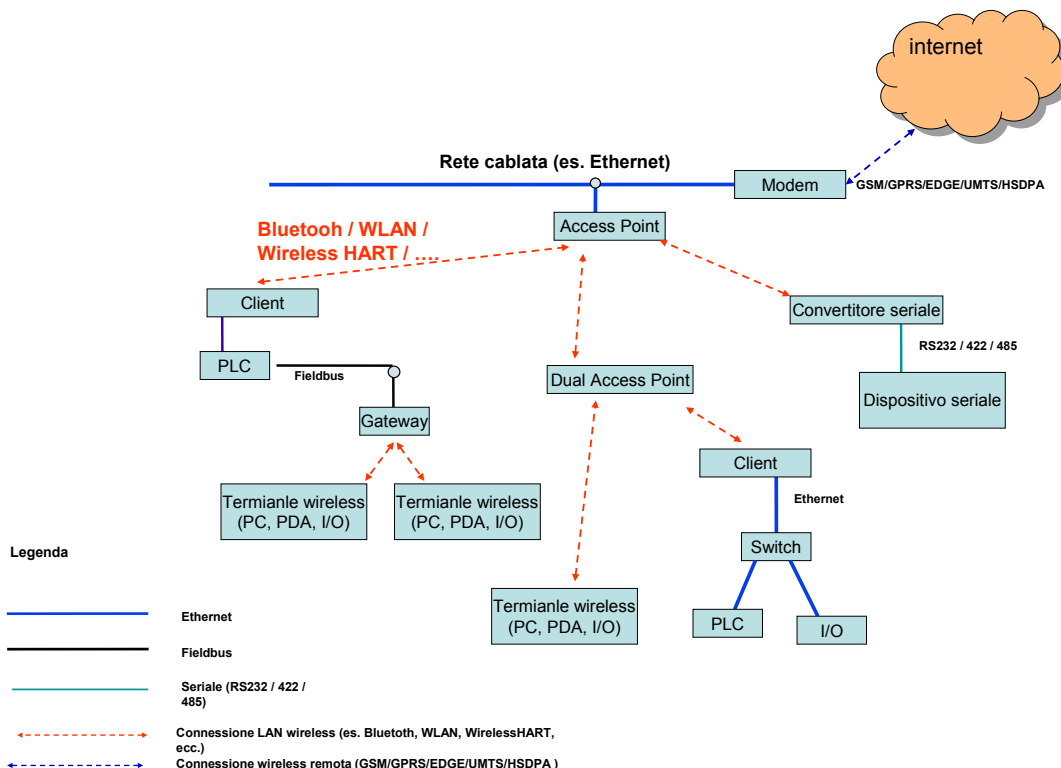 internet
Rete cablata (es. Ethernet)
Modem
GSM/GPRS/EDGE/UMTS/HSDPA
Access Point
Bluetooh / WLAN /
Wireless HART / ....
Client
Convertitore seriale
RS232 / 422 / 485
PLC
Fieldbus
Dual Access Point
Dispositivo seriale
Gateway
Client
Ethernet
Termianle wireless
(PC, PDA, I/O)
Termianle wireless
(PC, PDA, I/O)
Switch
Termianle wireless
(PC, PDA, I/O)
PLC
I/O
Legenda
Ethernet
Fieldbus
Seriale (RS232 / 422 /
485)
Connessione LAN wireless (es. Bluetoth, WLAN, WirelessHART,
ecc.)
Connessione wireless remota (GSM/GPRS/EDGE/UMTS/HSDPA )